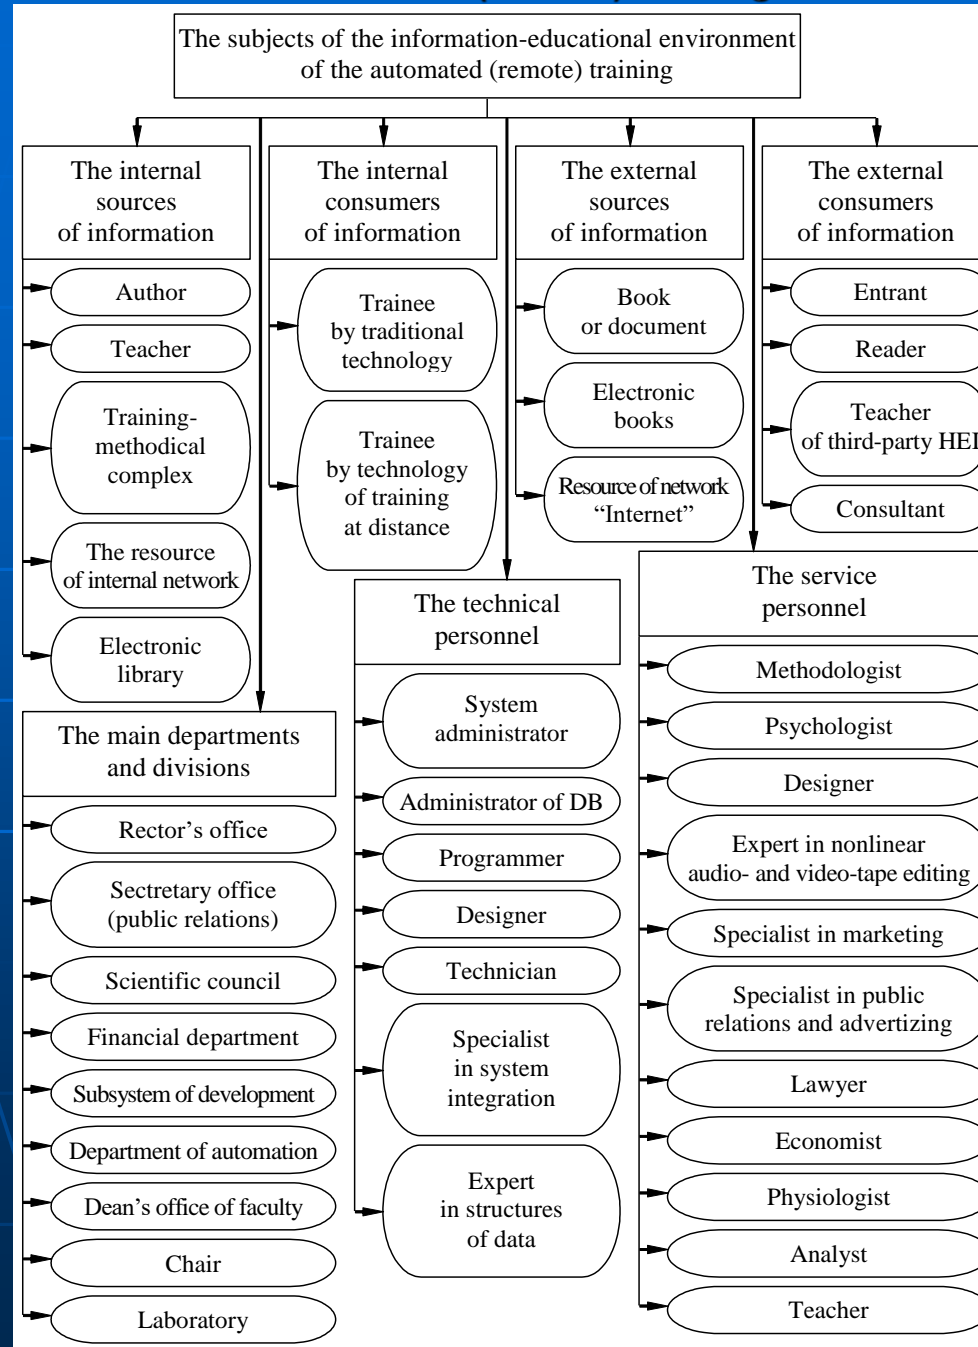 The subjects of the information-educational environment
of the automated (remote) training
The internal
sources
of information
Author
Teacher
Training-
methodical
complex
The resource
of internal network
Electronic
library
The internal
consumers
of information
Trainee
by traditional
technology
Trainee
by technology
of training
at distance
The external
sources
of information
Book
or document
Electronic
books
Resource of network
“Internet”
The external
consumers
of information
Entrant
Reader
Teacher
of third-party HEI
Consultant
The main departments
and divisions
Rector’s office
Sectretary office
(public relations)
Scientific council
Financial department
Subsystem of development
Department of automation
Dean’s office of faculty
Chair
Laboratory
The technical
personnel
System
administrator
Administrator of DB
Programmer
Designer
Technician
Specialist
in system
integration
Expert
in structures
of data
The service
personnel
Methodologist
Psychologist
Designer
Expert in nonlinear
audio- and video-tape editing
Specialist in marketing
Specialist in public
relations and advertizing
Lawyer
Economist
Physiologist
Analyst
Teacher